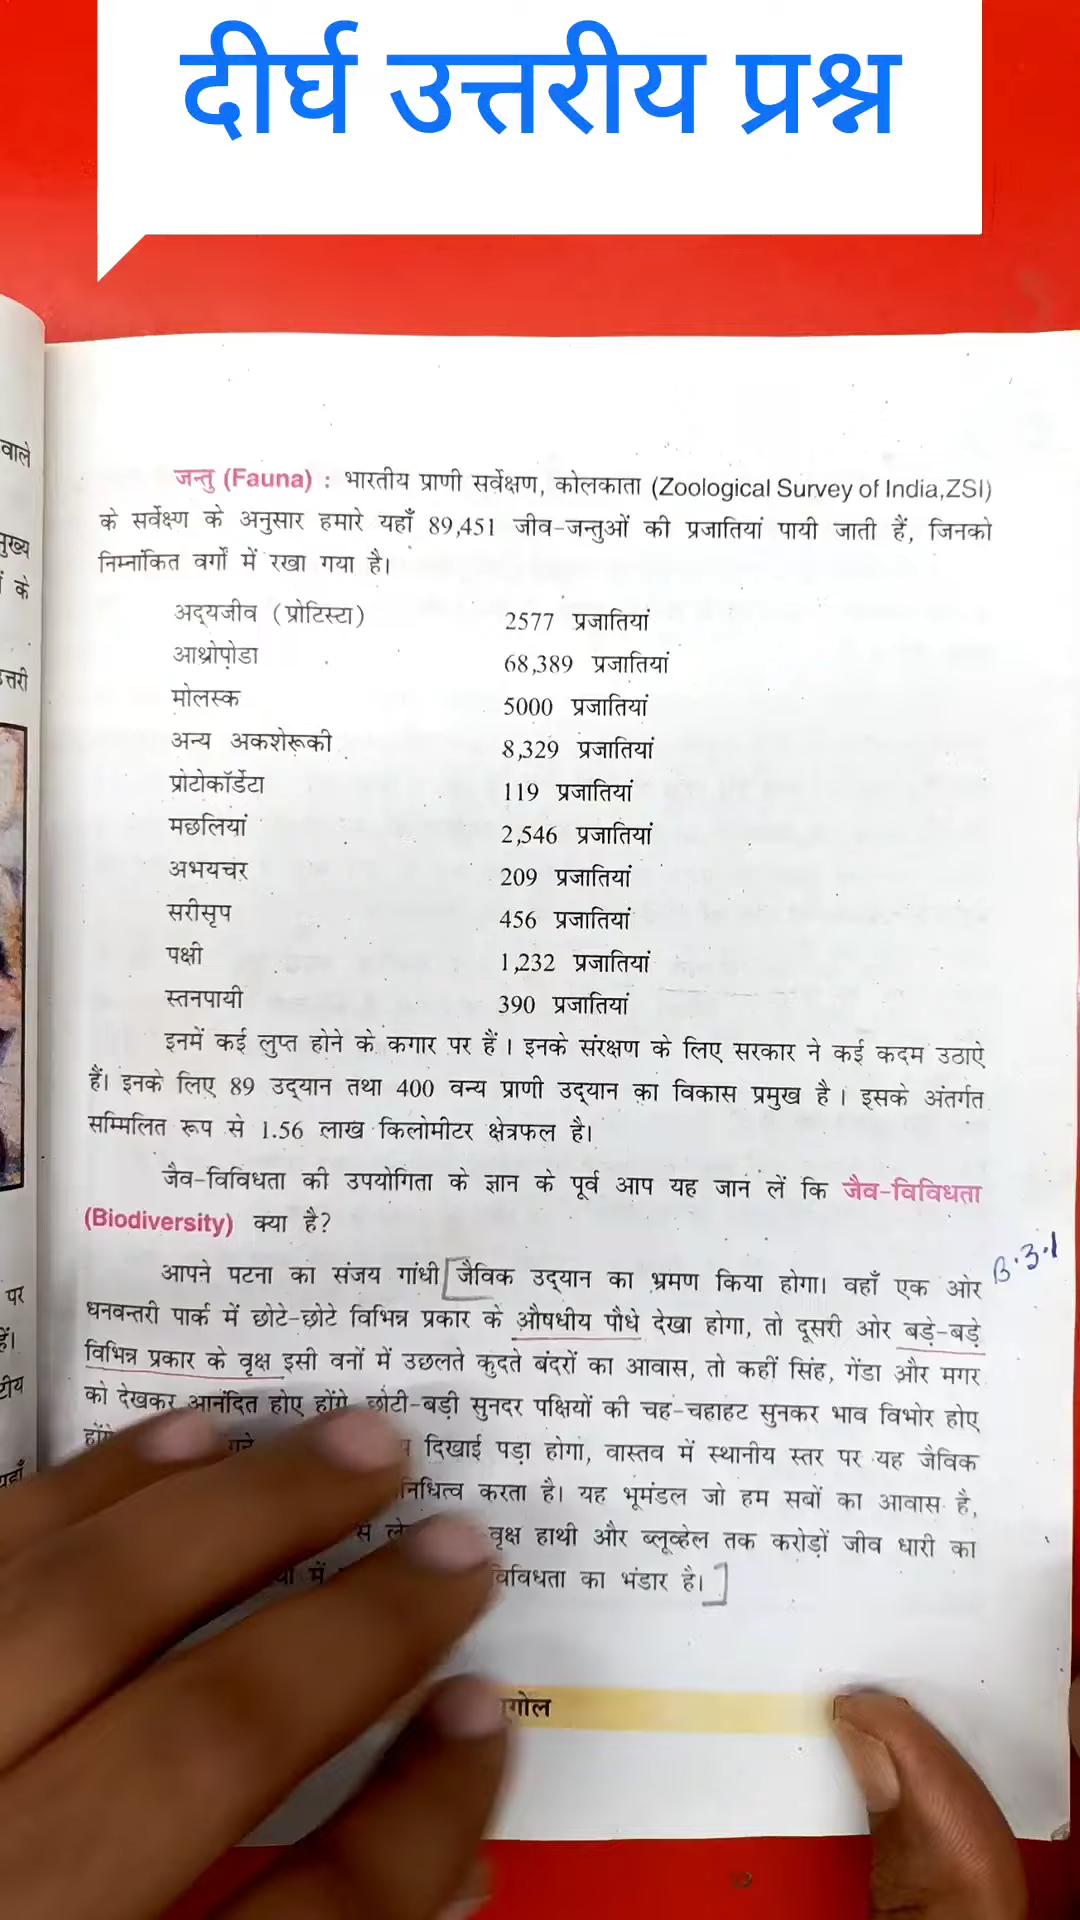 दीर्घ उत्तरीय प्रश्न
वाले
मुख्य
के
उत्तरी
पर
हैं।
जन्तु (Fauna) : भारतीय प्राणी सर्वेक्षण, कोलकाता (Zoological Survey of India,ZSI)
के सर्वेक्ष्ण के अनुसार हमारे यहाँ 89,451 जीव-जन्तुओं की प्रजातियां पायी जाती हैं, जिनको
निम्नांकित वर्गों में रखा गया है।
अद्यजीव (प्रोटिस्टा) 2577 प्रजातियां
आथ्रोपोडा 68,389 प्रजातियां
मोलस्क 5000 प्रजातियां
अन्य अकशेरूकी 8,329 प्रजातियां
प्रोटोकॉर्डेटा 119 प्रजातियां
मछलियां 2,546 प्रजातियां
अभयचर 209 प्रजातियां
सरीसृप 456 प्रजातियां
पक्षी 1,232 प्रजातियां
स्तनपायी 390 प्रजातियां
इनमें कई लुप्त होने के कगार पर हैं। इनके संरक्षण के लिए सरकार ने कई कदम उठाऐ
हैं। इनके लिए 89 उद्यान तथा 400 वन्य प्राणी उद्यान का विकास प्रमुख है। इसके अंतर्गत
सम्मिलित रूप से 1.56 लाख किलोमीटर क्षेत्रफल है।
जैव-विविधता की उपयोगिता के ज्ञान के पूर्व आप यह जान लें कि जैव-विविधता
(Biodiversity) क्या है?
B.3.1
आपने पटना का संजय गांधी [जैविक उद्यान का भ्रमण किया होगा। वहाँ एक ओर
धनवन्तरी पार्क में छोटे-छोटे विभिन्न प्रकार के औषधीय पौधे देखा होगा, तो दूसरी ओर बड़े-बड़े
विभिन्न प्रकार के वृक्ष इसी वनों में उछलते कुदते बंदरों का आवास, तो कहीं सिंह, गेंडा और मगर
को देखकर आनंदित होए होंगे, छोटी-बड़ी सुनदर पक्षियों की चह-चहाहट सुनकर भाव विभोर होए
दिखाई पड़ा होगा, वास्तव में स्थानीय स्तर पर यह जैविक
करता है। यह भूमंडल जो हम सबों का आवास है,
वृक्ष हाथी और ब्लूव्हेल तक करोड़ों जीव धारी का
में विविधता का भंडार है।]